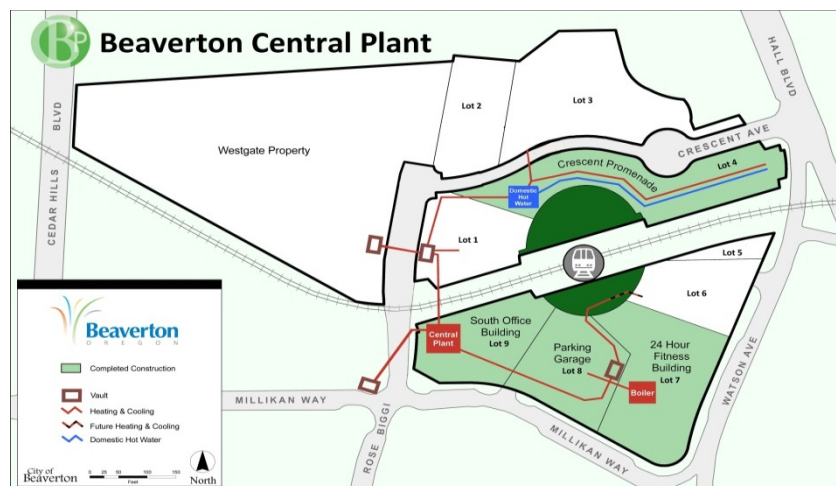 BP
Beaverton Central Plant
HALL BLVD
CEDAR HILLS BLVD
Westgate Property
Lot 2
Lot 3
CRESCENT AVE
Crescent Promenade
Lot 4
Domestic
Hot
Water
Lot 1
Lot 5
Lot 6
Central
Plant
South Office
Building
Lot 9
Parking
Garage
Lot 8
24 Hour
Fitness
Building
Lot 7
Boiler
WATSON AVE
MILLIKAN WAY
ROSE BIGGI
MILLIKAN WAY
Beaverton
OREGON
Completed Construction
Vault
Heating & Cooling
Future Heating & Cooling
Domestic Hot Water
City of
Beaverton
0 25 50 100 150
Feet
North